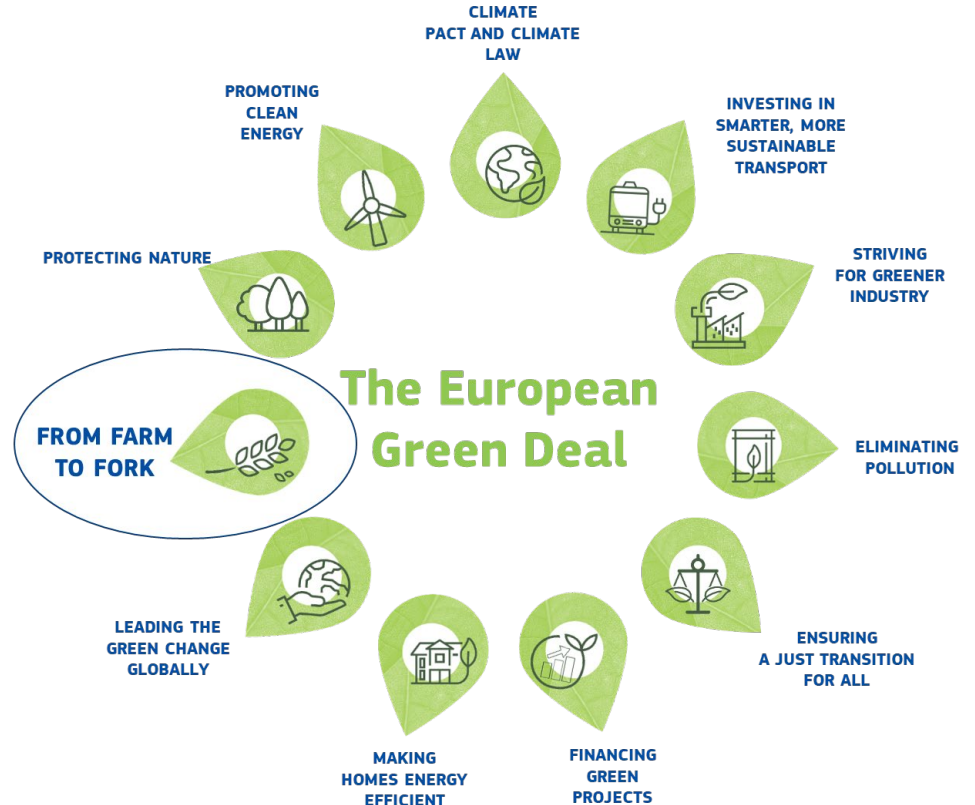 CLIMATE
PACT AND CLIMATE
LAW
PROMOTING
CLEAN
ENERGY
INVESTING IN
SMARTER, MORE
SUSTAINABLE
TRANSPORT
PROTECTING NATURE
STRIVING
FOR GREENER
INDUSTRY
The European
Green Deal
FROM FARM
TO FORK
ELIMINATING
POLLUTION
LEADING THE
GREEN CHANGE
GLOBALLY
ENSURING
A JUST TRANSITION
FOR ALL
MAKING
HOMES ENERGY
EFFICIENT
FINANCING
GREEN
PROJECTS